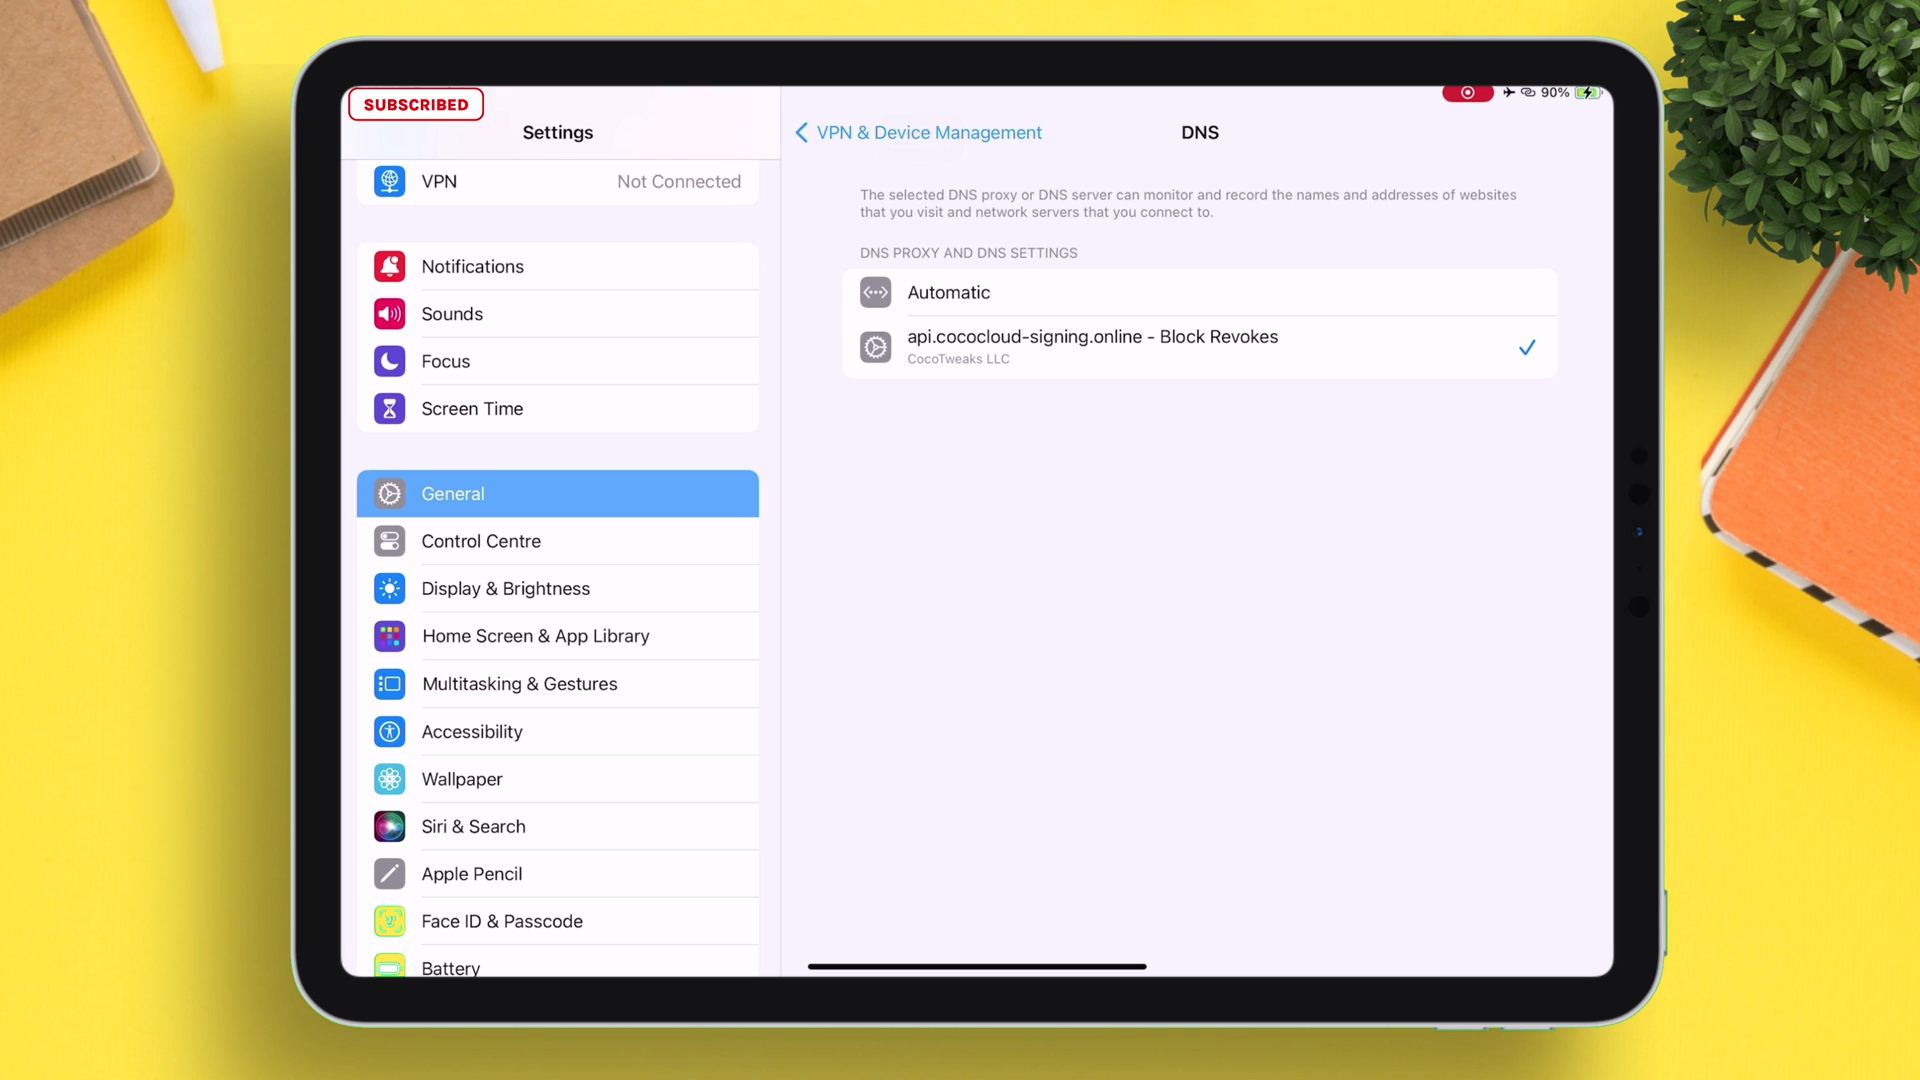 SUBSCRIBED
Settings
VPN
Not Connected
Notifications
Sounds
Focus
Screen Time
General
Control Centre
Display & Brightness
Home Screen & App Library
Multitasking & Gestures
Accessibility
Wallpaper
Siri & Search
Apple Pencil
Face ID & Passcode
Battery
90%
VPN & Device Management
DNS
The selected DNS proxy or DNS server can monitor and record the names and addresses of websites
that you visit and network servers that you connect to.
DNS PROXY AND DNS SETTINGS
Automatic
api.cococloud-signing.online - Block Revokes
CocoTweaks LLC